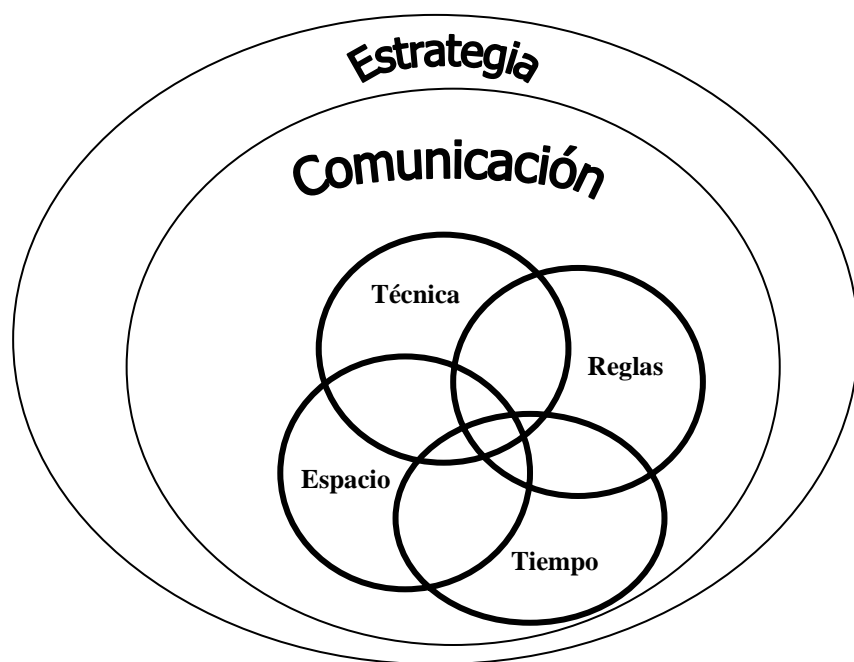 Estrategia
Comunicación
Técnica
Reglas
Espacio
Tiempo